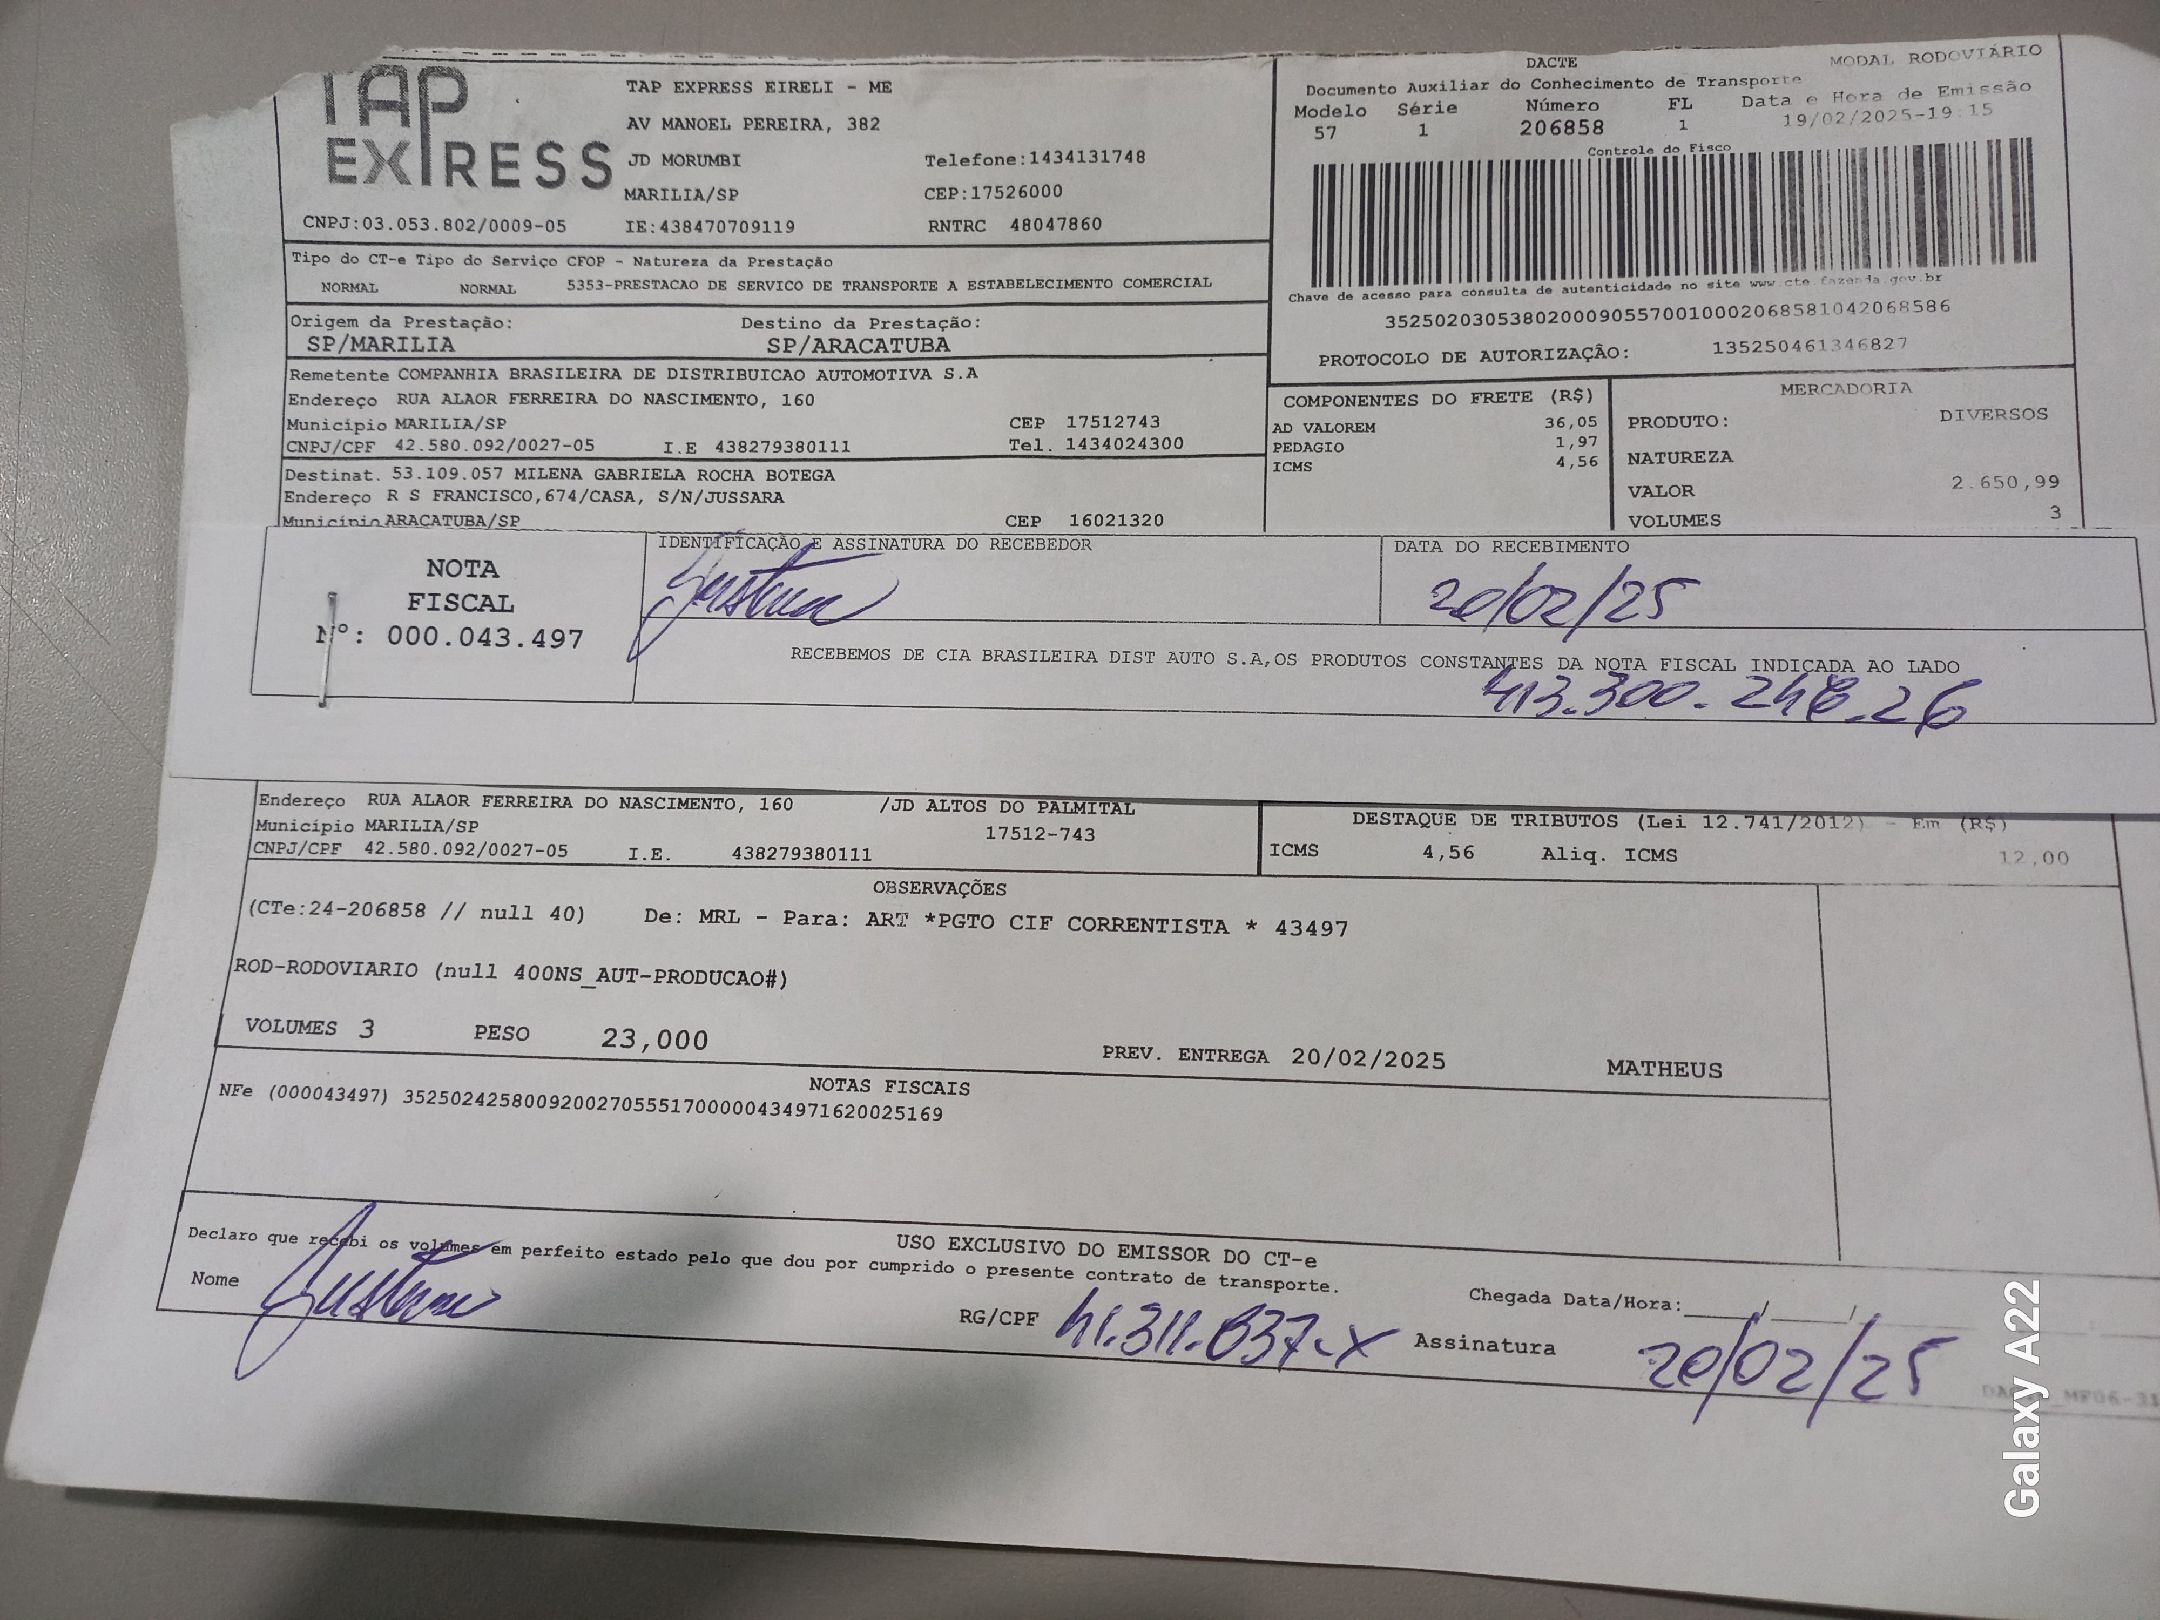 TAP
EXPRESS
TAP EXPRESS EIRELI - ME
AV MANOEL PEREIRA, 382
JD MORUMBI Telefone:1434131748
MARILIA/SP CEP:17526000
CNPJ:03.053.802/0009-05 IE:438470709119 RNTRC 48047860
DACTE MODAL RODOVIÁRIO
Documento Auxiliar do Conhecimento de Transporte
Modelo Série Número FL Data e Hora de Emissão
57 1 206858 1 19/02/2025-19:15
Controle do Fisco
Chave de acesso para consulta de autenticidade no site www.cte.fazenda.gov.br
35250203053802000905570010002068581042068586
PROTOCOLO DE AUTORIZAÇÃO: 135250461346827
Tipo do CT-e Tipo do Serviço CFOP - Natureza da Prestação
NORMAL NORMAL 5353-PRESTACAO DE SERVICO DE TRANSPORTE A ESTABELECIMENTO COMERCIAL
Origem da Prestação: Destino da Prestação:
SP/MARILIA SP/ARACATUBA
Remetente COMPANHIA BRASILEIRA DE DISTRIBUICAO AUTOMOTIVA S.A
Endereço RUA ALAOR FERREIRA DO NASCIMENTO, 160
Município MARILIA/SP CEP 17512743
CNPJ/CPF 42.580.092/0027-05 I.E 438279380111 Tel. 1434024300
Destinat. 53.109.057 MILENA GABRIELA ROCHA BOTEGA
Endereço R S FRANCISCO,674/CASA, S/N/JUSSARA
Município ARACATUBA/SP CEP 16021320
COMPONENTES DO FRETE (R$)
AD VALOREM 36,05
PEDAGIO 1,97
ICMS 4,56
MERCADORIA
PRODUTO: DIVERSOS
NATUREZA
VALOR 2.650,99
VOLUMES 3
NOTA
FISCAL
Nº: 000.043.497
IDENTIFICAÇÃO E ASSINATURA DO RECEBEDOR
DATA DO RECEBIMENTO
20/02/25
RECEBEMOS DE CIA BRASILEIRA DIST AUTO S.A,OS PRODUTOS CONSTANTES DA NOTA FISCAL INDICADA AO LADO
Endereço RUA ALAOR FERREIRA DO NASCIMENTO, 160 /JD ALTOS DO PALMITAL
Município MARILIA/SP 17512-743
CNPJ/CPF 42.580.092/0027-05 I.E. 438279380111
DESTAQUE DE TRIBUTOS (Lei 12.741/2012) - Em (R$)
ICMS 4,56 Aliq. ICMS 12,00
OBSERVAÇÕES
(CTe:24-206858 // null 40) De: MRL - Para: ART *PGTO CIF CORRENTISTA * 43497
ROD-RODOVIARIO (null 400NS_AUT-PRODUCAO#)
VOLUMES 3 PESO 23,000 PREV. ENTREGA 20/02/2025 MATHEUS
NOTAS FISCAIS
NFe (000043497) 35250242580092002705551700000434971620025169
USO EXCLUSIVO DO EMISSOR DO CT-e
Declaro que recebi os volumes em perfeito estado pelo que dou por cumprido o presente contrato de transporte.
Nome RG/CPF Assinatura
Chegada Data/Hora:
20/02/25
Galaxy A22